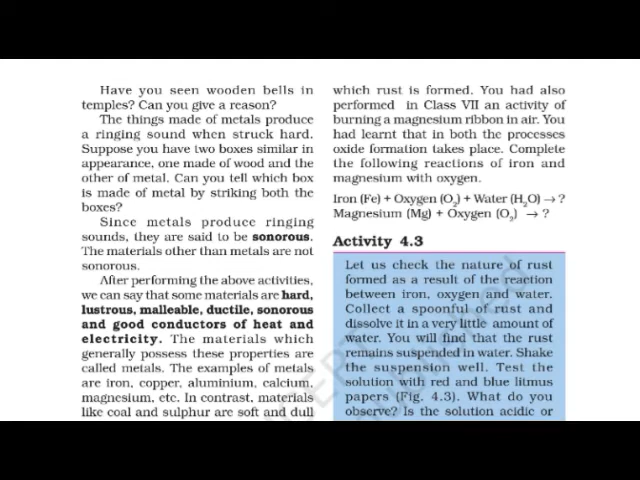 Have you seen wooden bells in
temples? Can you give a reason?
The things made of metals produce
a ringing sound when struck hard.
Suppose you have two boxes similar in
appearance, one made of wood and the
other of metal. Can you tell which box
is made of metal by striking both the
boxes?
Since metals produce ringing
sounds, they are said to be sonorous.
The materials other than metals are not
sonorous.
After performing the above activities,
we can say that some materials are hard,
lustrous, malleable, ductile, sonorous
and good conductors of heat and
electricity. The materials which
generally possess these properties are
called metals. The examples of metals
are iron, copper, aluminium, calcium,
magnesium, etc. In contrast, materials
like coal and sulphur are soft and dull
which rust is formed. You had also
performed in Class VII an activity of
burning a magnesium ribbon in air. You
had learnt that in both the processes
oxide formation takes place. Complete
the following reactions of iron and
magnesium with oxygen.
Iron (Fe) + Oxygen (O₂) + Water (H₂O) → ?
Magnesium (Mg) + Oxygen (O₂) → ?
Activity 4.3
Let us check the nature of rust
formed as a result of the reaction
between iron, oxygen and water.
Collect a spoonful of rust and
dissolve it in a very little amount of
water. You will find that the rust
remains suspended in water. Shake
the suspension well. Test the
solution with red and blue litmus
papers (Fig. 4.3). What do you
observe? Is the solution acidic or